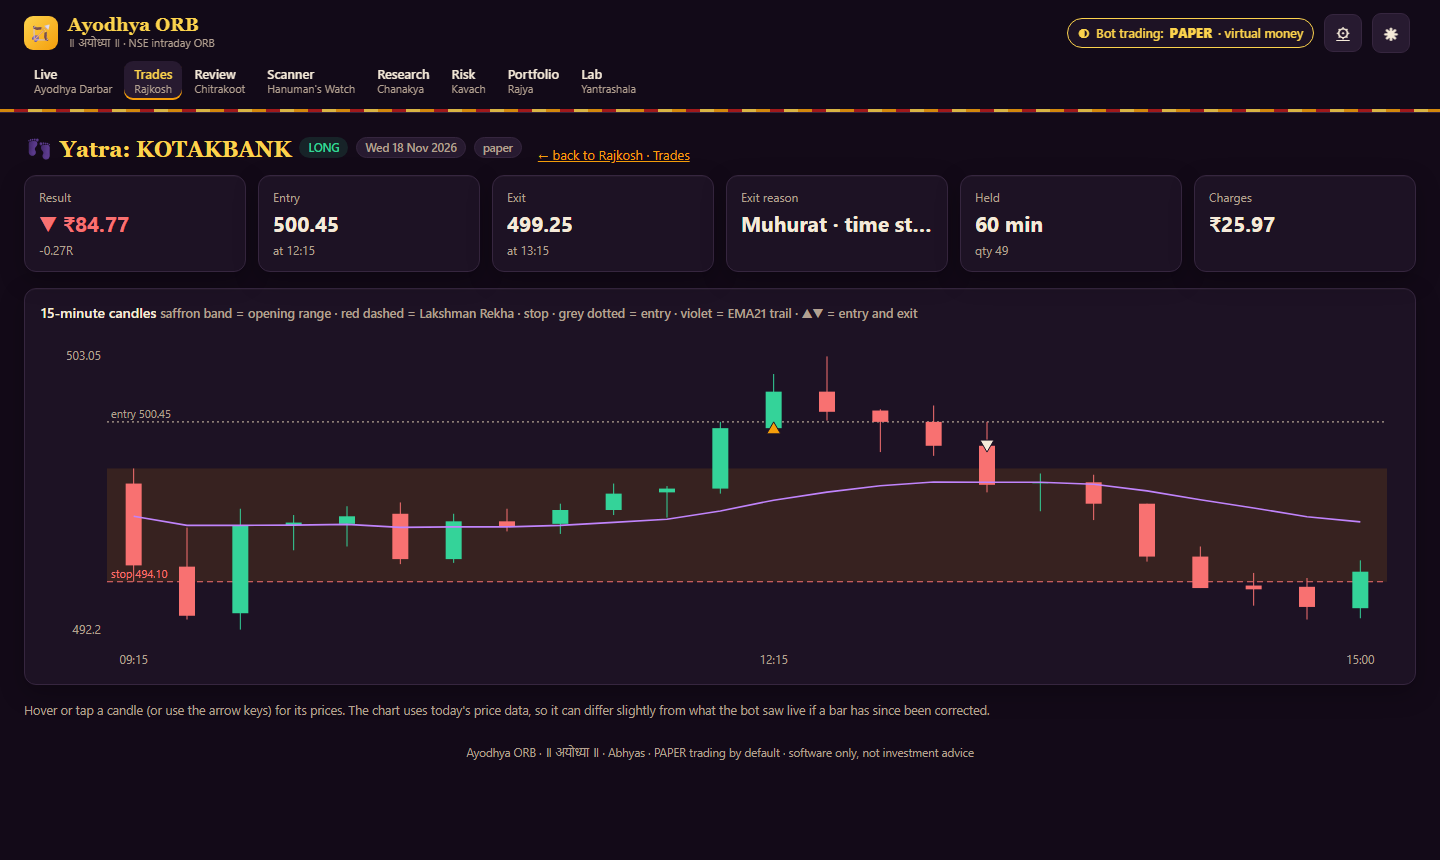 Ayodhya ORB
॥ अयोध्या ॥ · NSE intraday ORB
Bot trading: PAPER · virtual money
Live
Ayodhya Darbar
Trades
Rajkosh
Review
Chitrakoot
Scanner
Hanuman's Watch
Research
Chanakya
Risk
Kavach
Portfolio
Rajya
Lab
Yantrashala
Yatra: KOTAKBANK LONG Wed 18 Nov 2026 paper ← back to Rajkosh · Trades
Result
▼ ₹84.77
-0.27R
Entry
500.45
at 12:15
Exit
499.25
at 13:15
Exit reason
Muhurat · time st...
Held
60 min
qty 49
Charges
₹25.97
15-minute candles saffron band = opening range · red dashed = Lakshman Rekha · stop · grey dotted = entry · violet = EMA21 trail · ▲▼ = entry and exit
503.05
entry 500.45
stop 494.10
492.2
09:15 12:15 15:00
Hover or tap a candle (or use the arrow keys) for its prices. The chart uses today's price data, so it can differ slightly from what the bot saw live if a bar has since been corrected.
Ayodhya ORB · ॥ अयोध्या ॥ · Abhyas · PAPER trading by default · software only, not investment advice